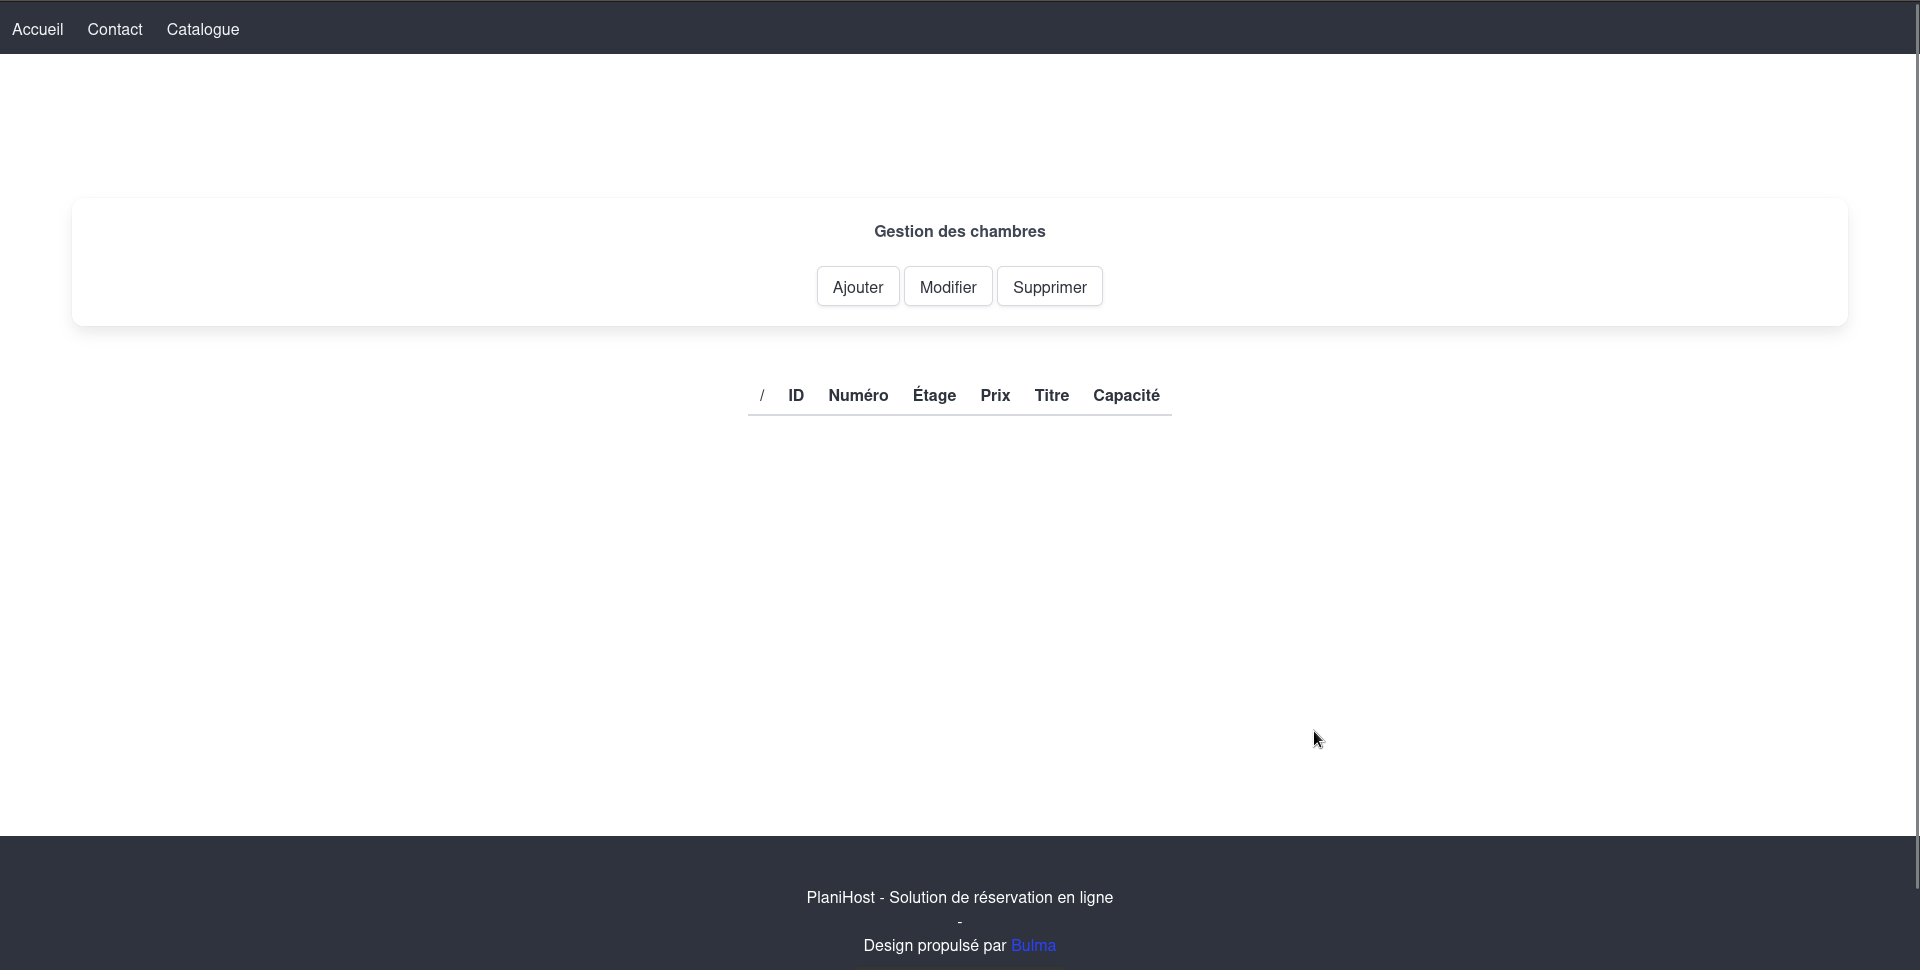 Accueil Contact Catalogue
Gestion des chambres
Ajouter Modifier Supprimer
/ ID Numéro Étage Prix Titre Capacité
PlaniHost - Solution de réservation en ligne
-
Design propulsé par Bulma